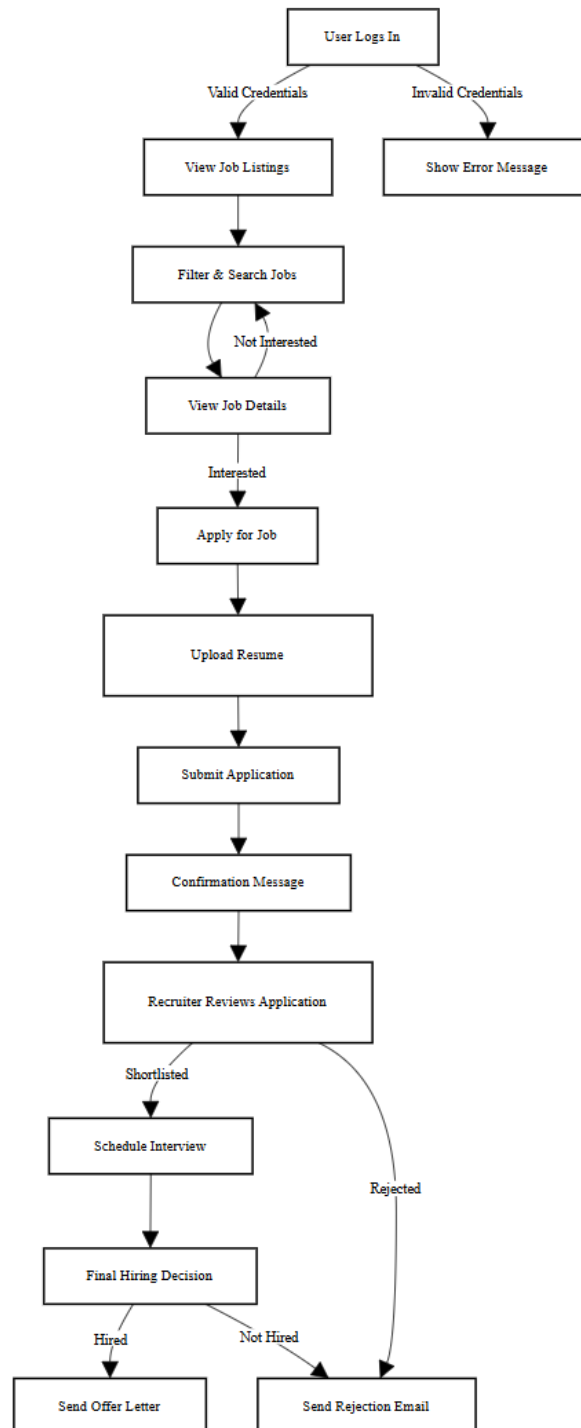 User Logs In
Valid Credentials
Invalid Credentials
View Job Listings
Show Error Message
Filter & Search Jobs
Not Interested
View Job Details
Interested
Apply for Job
Upload Resume
Submit Application
Confirmation Message
Recruiter Reviews Application
Shortlisted
Schedule Interview
Rejected
Final Hiring Decision
Hired
Not Hired
Send Offer Letter
Send Rejection Email